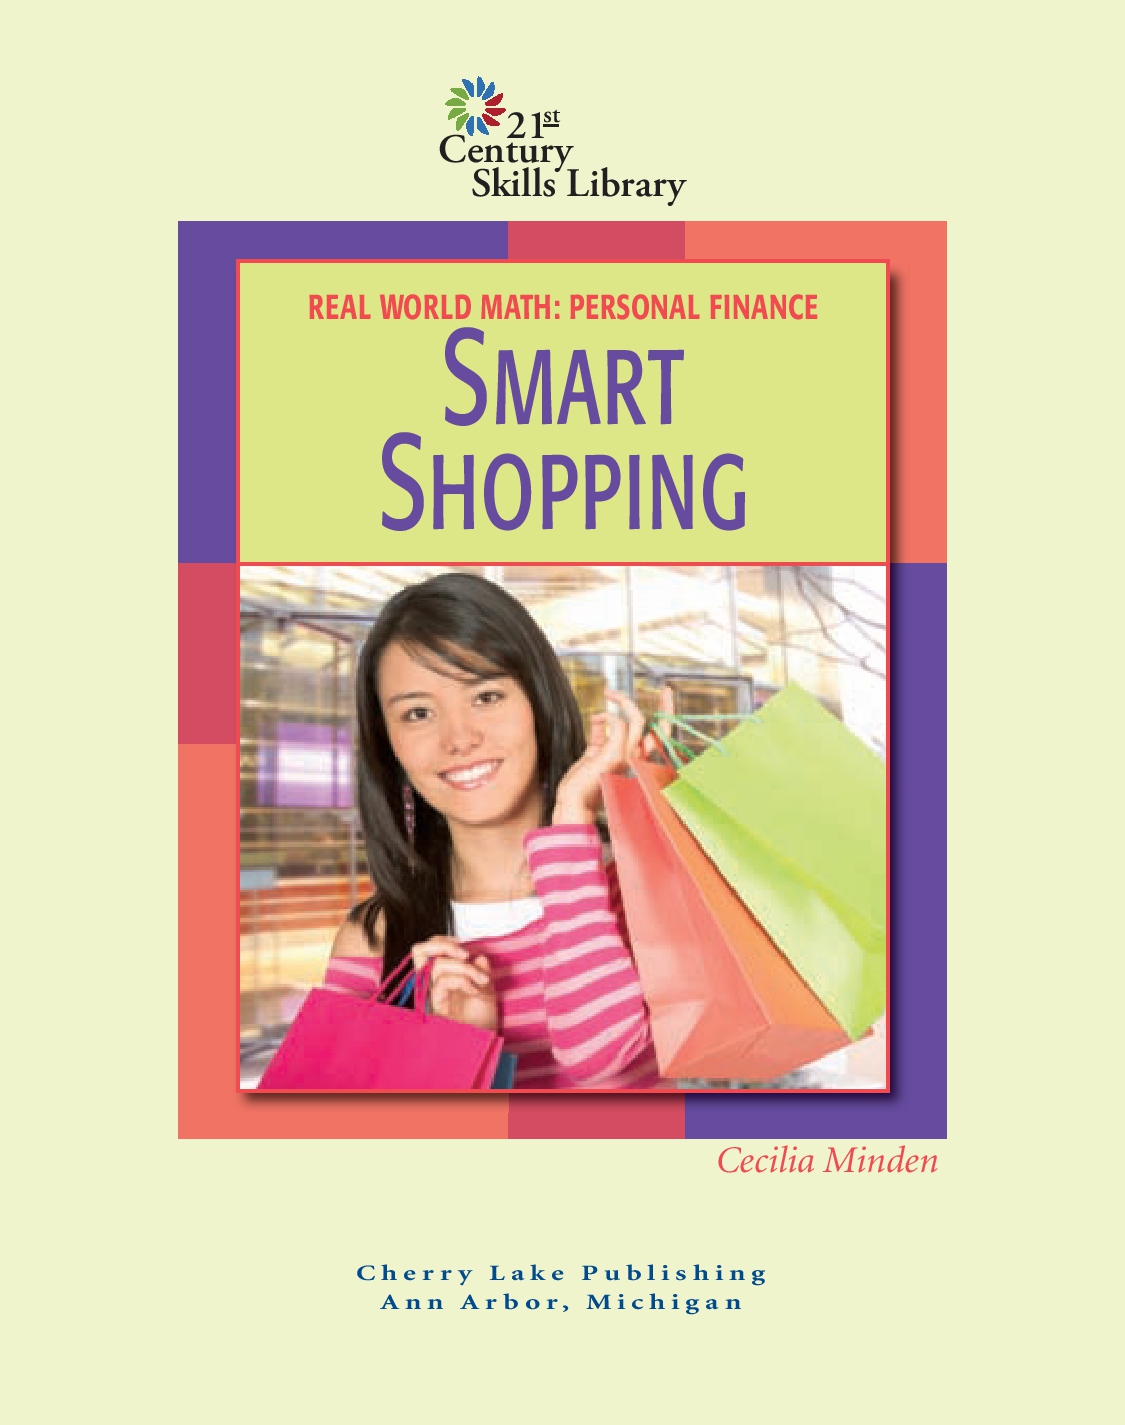 21st
Century
Skills Library
REAL WORLD MATH: PERSONAL FINANCE
SMART
SHOPPING
Cecilia Minden
Cherry Lake Publishing
Ann Arbor, Michigan